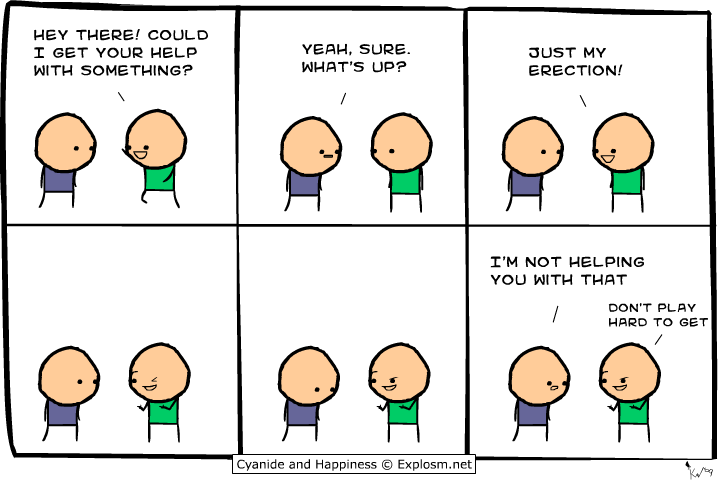 HEY THERE! COULD
I GET YOUR HELP
WITH SOMETHING?
YEAH, SURE.
WHAT'S UP?
JUST MY
ERECTION!
I'M NOT HELPING
YOU WITH THAT
DON'T PLAY
HARD TO GET
Cyanide and Happiness © Explosm.net